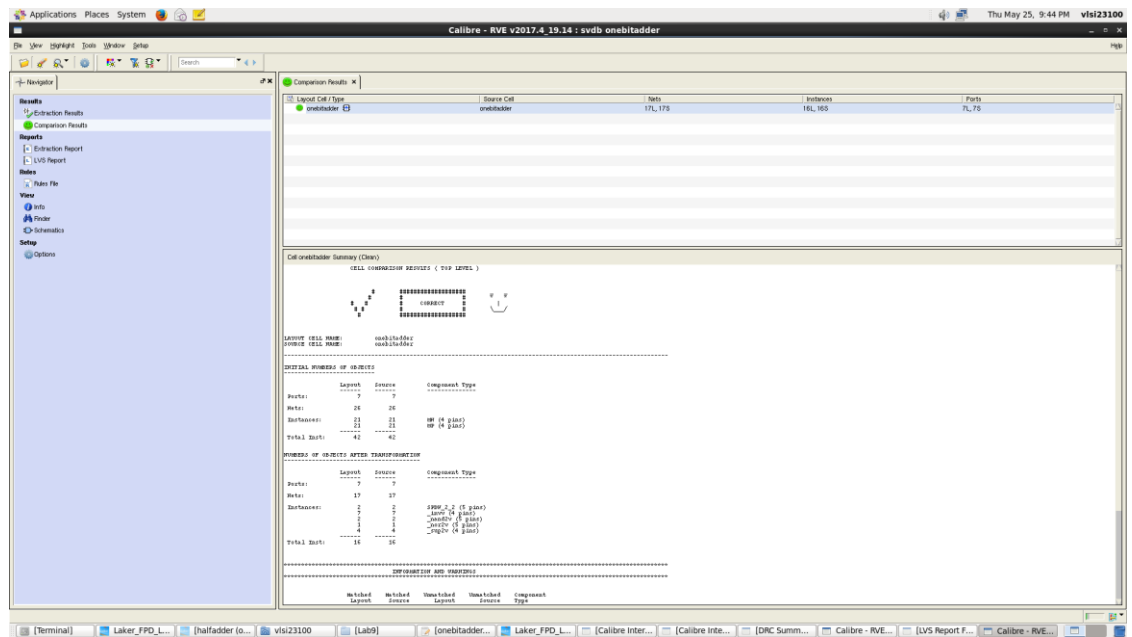 Applications Places System Thu May 25, 9:44 PM vlsi23100
Calibre - RVE v2017.4_19.14 : svdb onebitadder
File View Highlight Tools Window Setup Help
Search
Navigator
Comparison Results
Results
Extraction Results
Comparison Results
Reports
Extraction Report
LVS Report
Rules
Rules File
View
Info
Finder
Schematics
Setup
Options
Layout Cell / Type Source Cell Nets Instances Ports
onebitadder onebitadder 17L, 17S 16L, 16S 7L, 7S
Cell onebitadder Summary (Clean)
CELL COMPARISON RESULTS ( TOP LEVEL )
CORRECT
LAYOUT CELL NAME: onebitadder
SOURCE CELL NAME: onebitadder
INITIAL NUMBERS OF OBJECTS
Layout Source Component Type
Ports: 7 7
Nets: 26 26
Instances: 21 21 MN (4 pins)
21 21 MP (4 pins)
Total Inst: 42 42
NUMBERS OF OBJECTS AFTER TRANSFORMATION
Layout Source Component Type
Ports: 7 7
Nets: 17 17
Instances: 2 2 (5 pins)
7 7 _invv (4 pins)
2 2 _nand2v (5 pins)
1 1 _nor2v (5 pins)
4 4 (4 pins)
Total Inst: 16 16
INFORMATION AND WARNINGS
Matched Matched Unmatched Unmatched Component
Layout Source Layout Source Type
[Terminal] Laker_FPD_L... [halfadder (o... vlsi23100 [Lab9] [onebitadder... Laker_FPD_L... [Calibre Inter... [Calibre Inte... [DRC Summ... Calibre - RVE... [LVS Report F... Calibre - RVE...